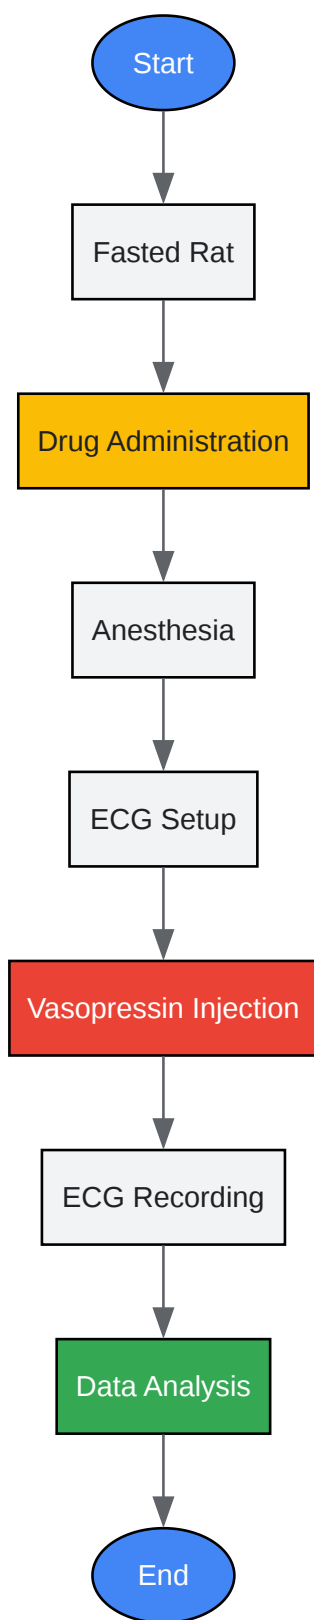 Start
Fasted Rat
Drug Administration
Anesthesia
ECG Setup
Vasopressin Injection
ECG Recording
Data Analysis
End